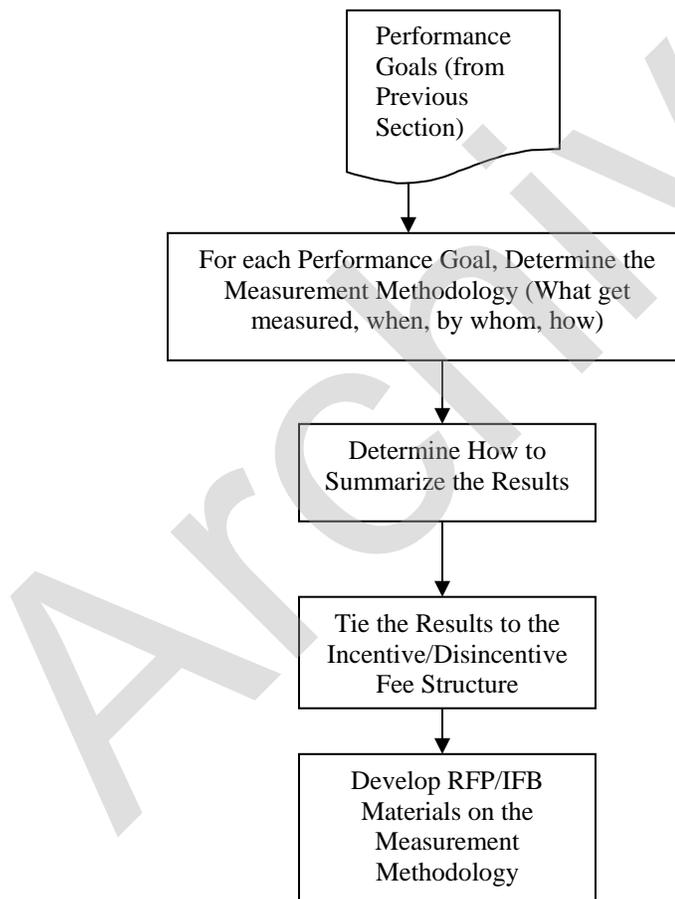 Performance
Goals (from
Previous
Section)
For each Performance Goal, Determine the
Measurement Methodology (What get
measured, when, by whom, how)
Determine How to
Summarize the Results
Tie the Results to the
Incentive/Disincentive
Fee Structure
Develop RFP/IFB
Materials on the
Measurement
Methodology
Archiv